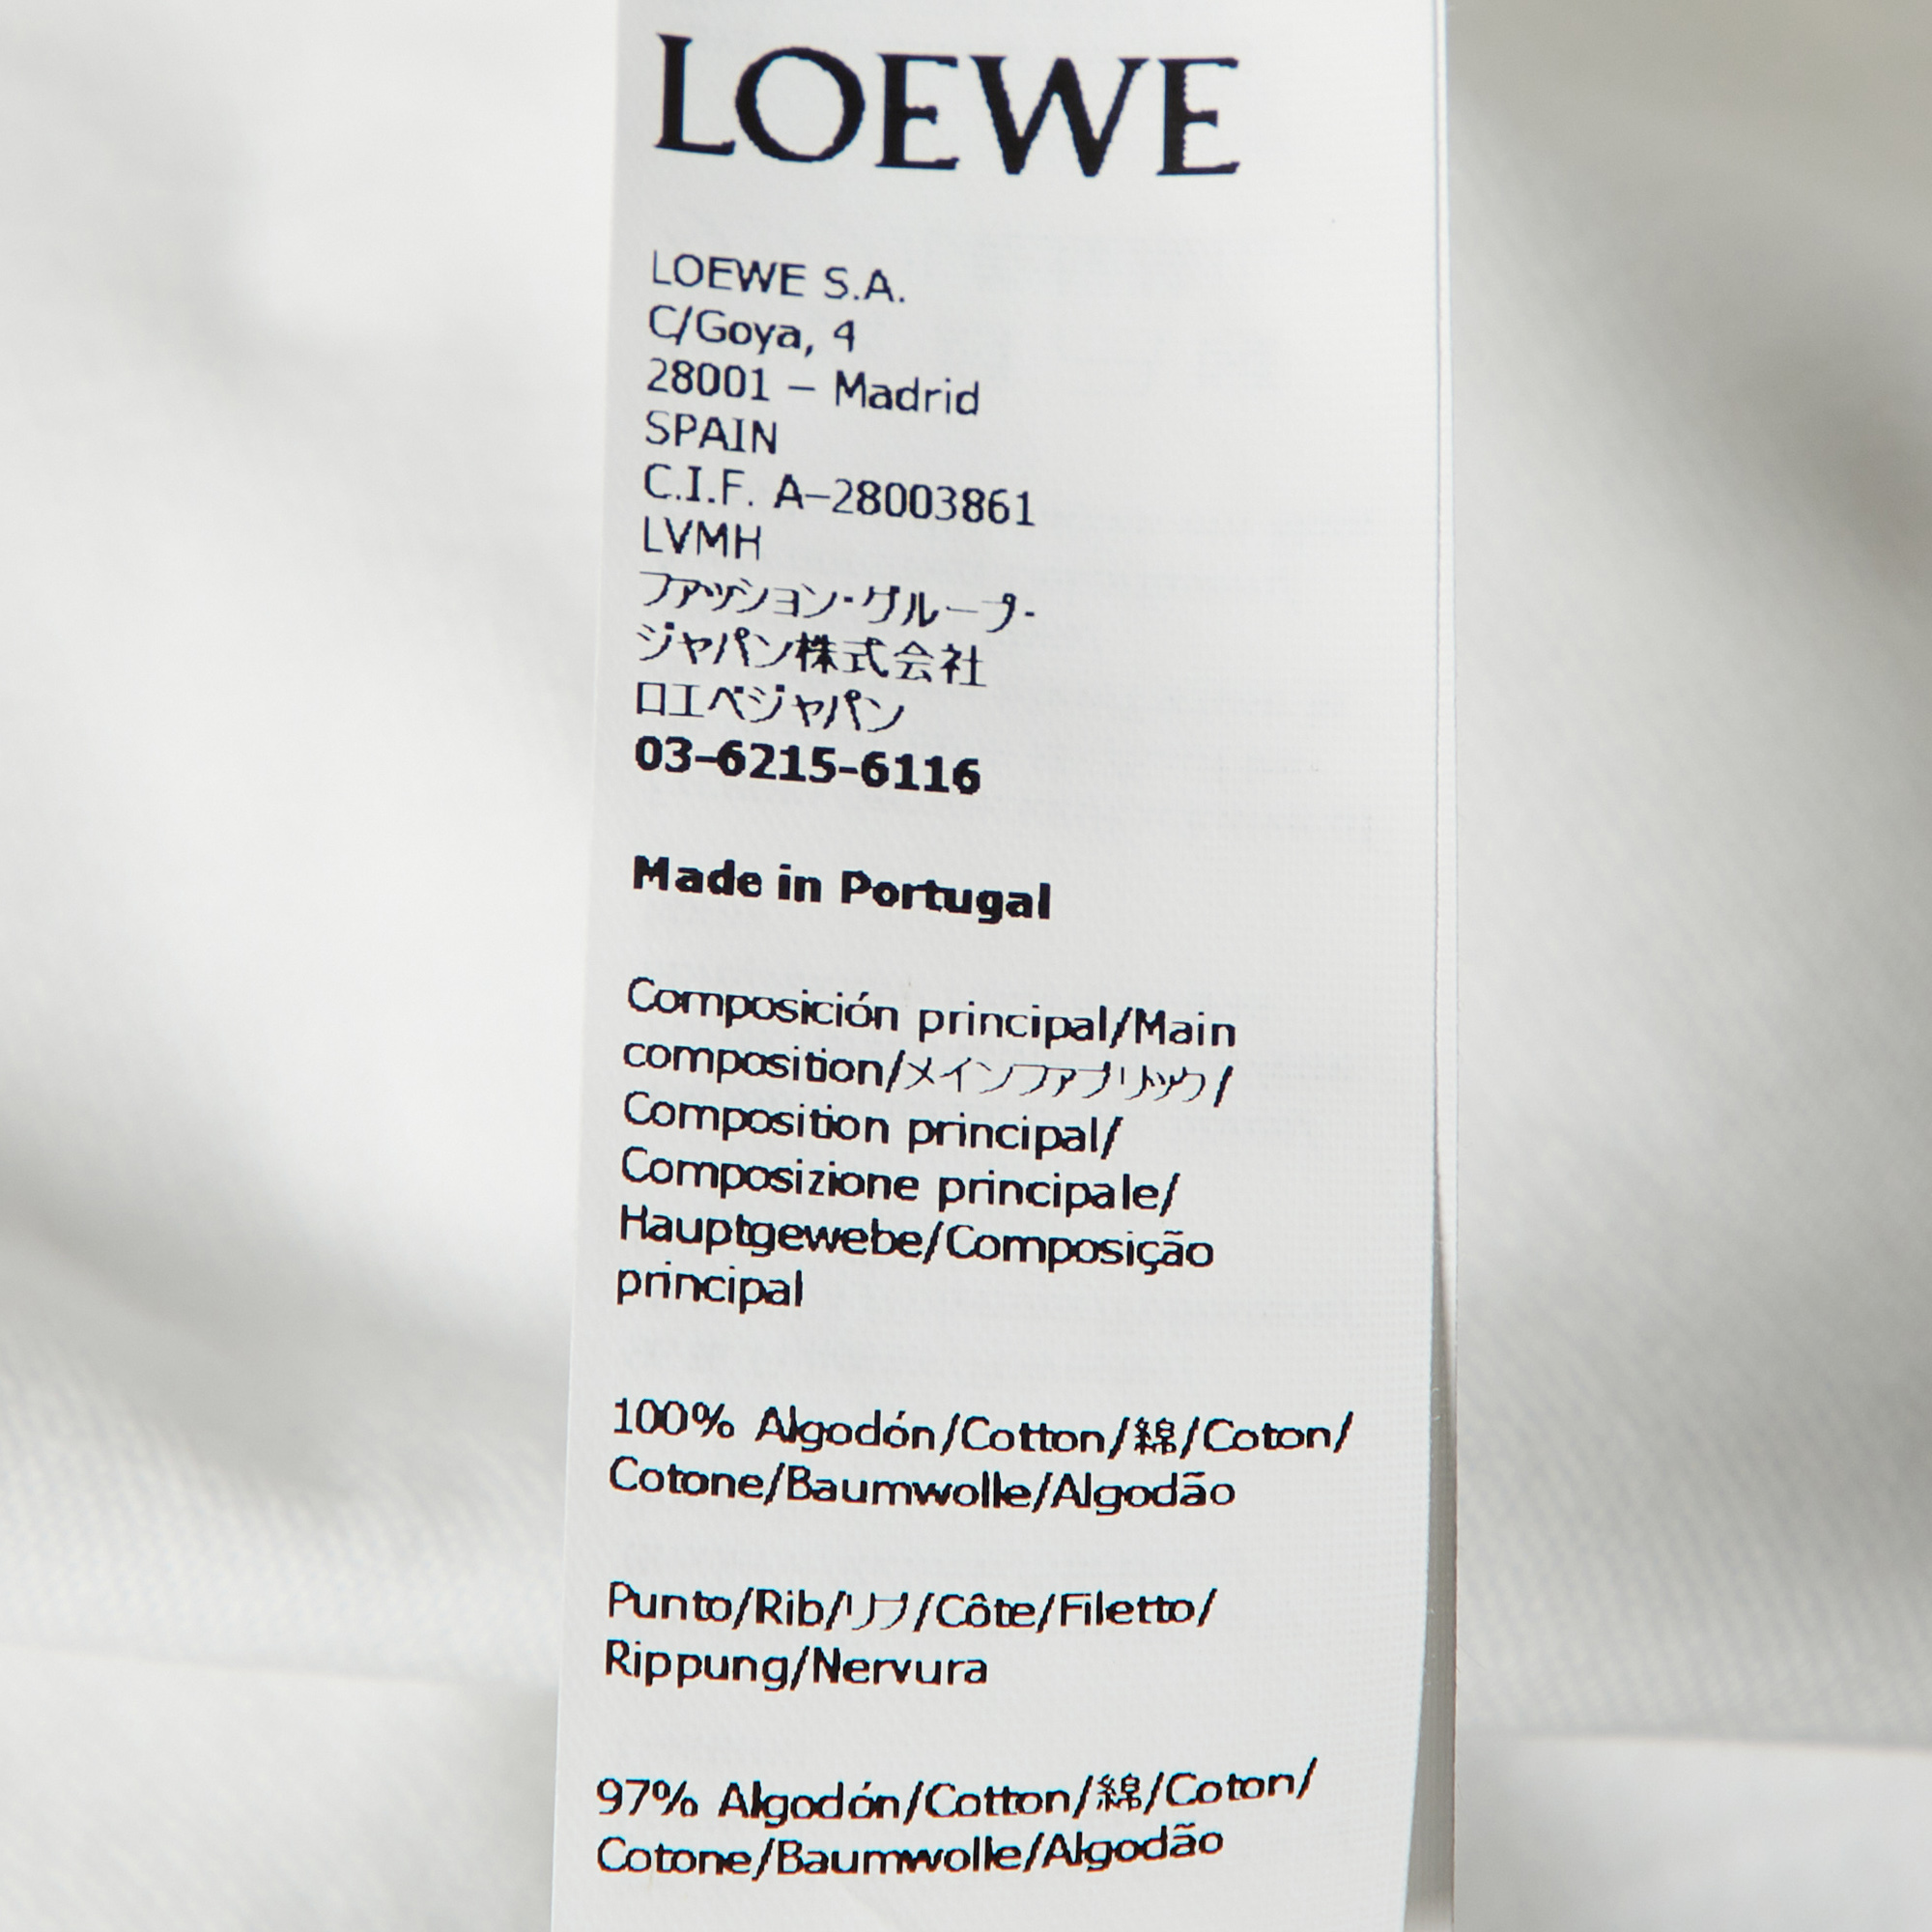 LOEWE
LOEWE S.A.
C/Goya, 4
28001 – Madrid
SPAIN
C.I.F. A–28003861
LVMH
ファッション・グループ・
ジャパン株式会社
ロエベジャパン
03–6215–6116
Made in Portugal
Composición principal/Main
composition/メインファブリック/
Composition principal/
Composizione principale/
Hauptgewebe/Composição
principal
100% Algodón/Cotton/綿/Coton/
Cotone/Baumwolle/Algodão
Punto/Rib/リブ/Côte/Filetto/
Rippung/Nervura
97% Algodón/Cotton/綿/Coton/
Cotone/Baumwolle/Algodão